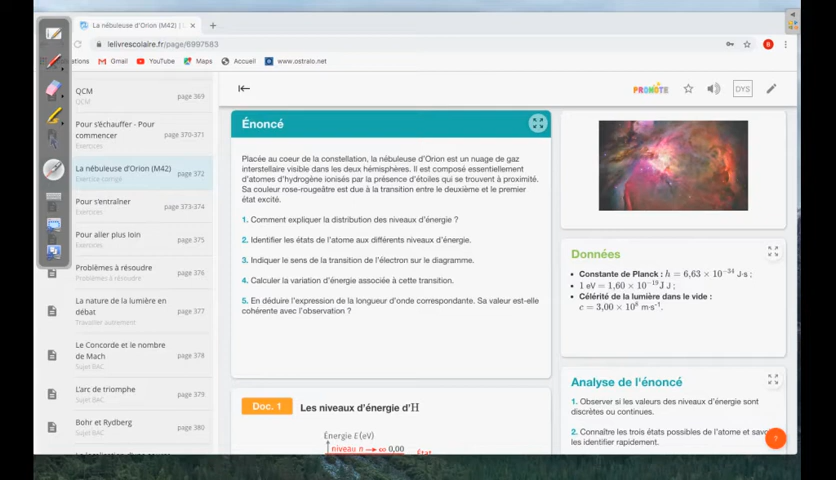 La nébuleuse d'Orion (M42) | L
lelivrescolaire.fr/page/6997583
Gmail
YouTube
Maps
Accueil
www.ostralo.net
QCM
QCM
page 369
Pour s'échauffer - Pour
commencer
Exercices
page 370-371
La nébuleuse d'Orion (M42)
Exercice corrigé
page 372
Pour s'entraîner
Exercices
page 373-374
Pour aller plus loin
Exercices
page 375
Problèmes à résoudre
Problèmes à résoudre
page 376
La nature de la lumière en
débat
Travailler autrement
page 377
Le Concorde et le nombre
de Mach
Sujet BAC
page 378
L'arc de triomphe
Sujet BAC
page 379
Bohr et Rydberg
Sujet BAC
page 380
PRONOTE
DYS
Énoncé
Placée au coeur de la constellation, la nébuleuse d'Orion est un nuage de gaz
interstellaire visible dans les deux hémisphères. Il est composé essentiellement
d'atomes d'hydrogène ionisés par la présence d'étoiles qui se trouvent à proximité.
Sa couleur rose-rougeâtre est due à la transition entre le deuxième et le premier
état excité.
1. Comment expliquer la distribution des niveaux d'énergie ?
2. Identifier les états de l'atome aux différents niveaux d'énergie.
3. Indiquer le sens de la transition de l'électron sur le diagramme.
4. Calculer la variation d'énergie associée à cette transition.
5. En déduire l'expression de la longueur d'onde correspondante. Sa valeur est-elle
cohérente avec l'observation ?
Doc. 1
Les niveaux d'énergie d'H
Énergie E (eV)
niveau n → ∞ 0,00
État
Données
• Constante de Planck : h = 6,63 × 10⁻³⁴ J·s ;
• 1 eV = 1,60 × 10⁻¹⁹ J ;
• Célérité de la lumière dans le vide :
c = 3,00 × 10⁸ m·s⁻¹.
Analyse de l'énoncé
1. Observer si les valeurs des niveaux d'énergie sont
discrètes ou continues.
2. Connaître les trois états possibles de l'atome et savo
les identifier rapidement.
?